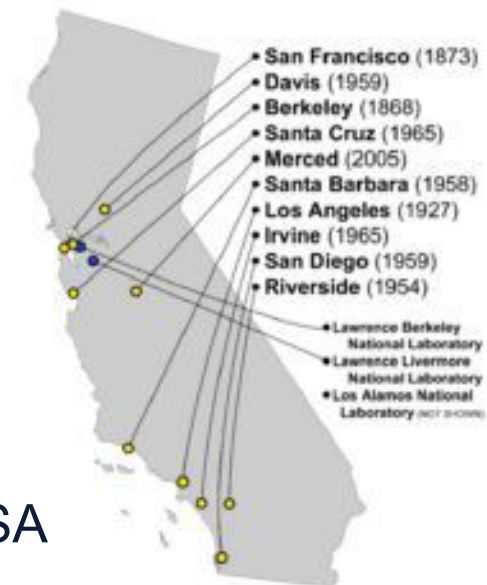 • San Francisco (1873)
• Davis (1959)
• Berkeley (1868)
• Santa Cruz (1965)
• Merced (2005)
• Santa Barbara (1958)
• Los Angeles (1927)
• Irvine (1965)
• San Diego (1959)
• Riverside (1954)
• Lawrence Berkeley
National Laboratory
• Lawrence Livermore
National Laboratory
• Los Alamos National
Laboratory (NOT SHOWN)
SA